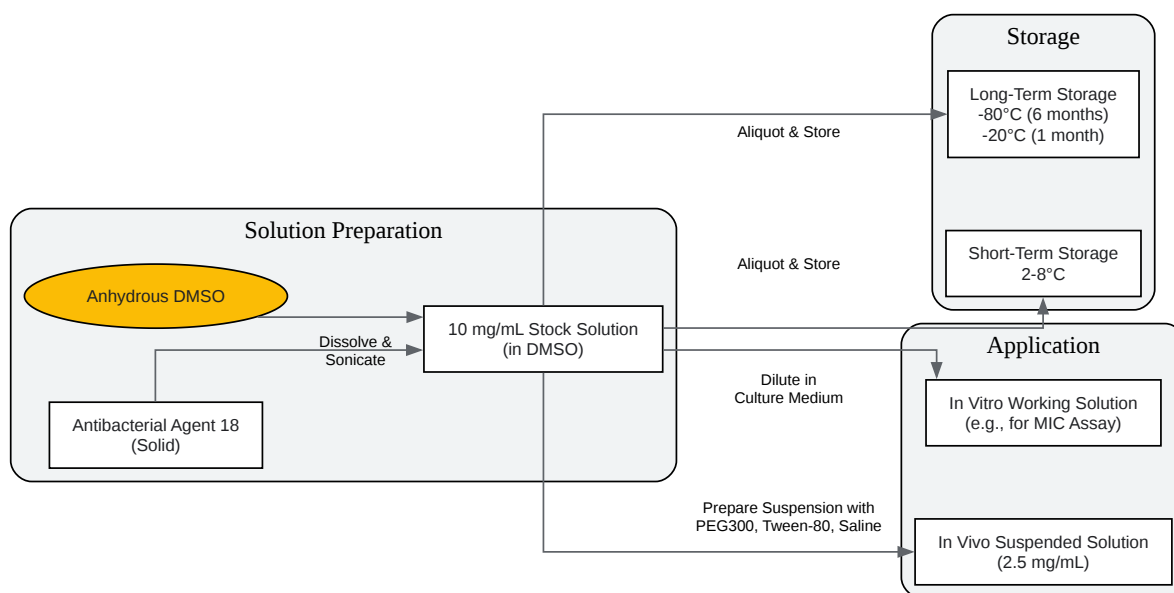 Storage
Long-Term Storage
-80°C (6 months)
-20°C (1 month)
Aliquot & Store
Solution Preparation
Short-Term Storage
2-8°C
Aliquot & Store
Anhydrous DMSO
10 mg/mL Stock Solution
(in DMSO)
Dissolve &
Sonicate
Application
Dilute in
Culture Medium
In Vitro Working Solution
(e.g., for MIC Assay)
Antibacterial Agent 18
(Solid)
Prepare Suspension with
PEG300, Tween-80, Saline
In Vivo Suspended Solution
(2.5 mg/mL)